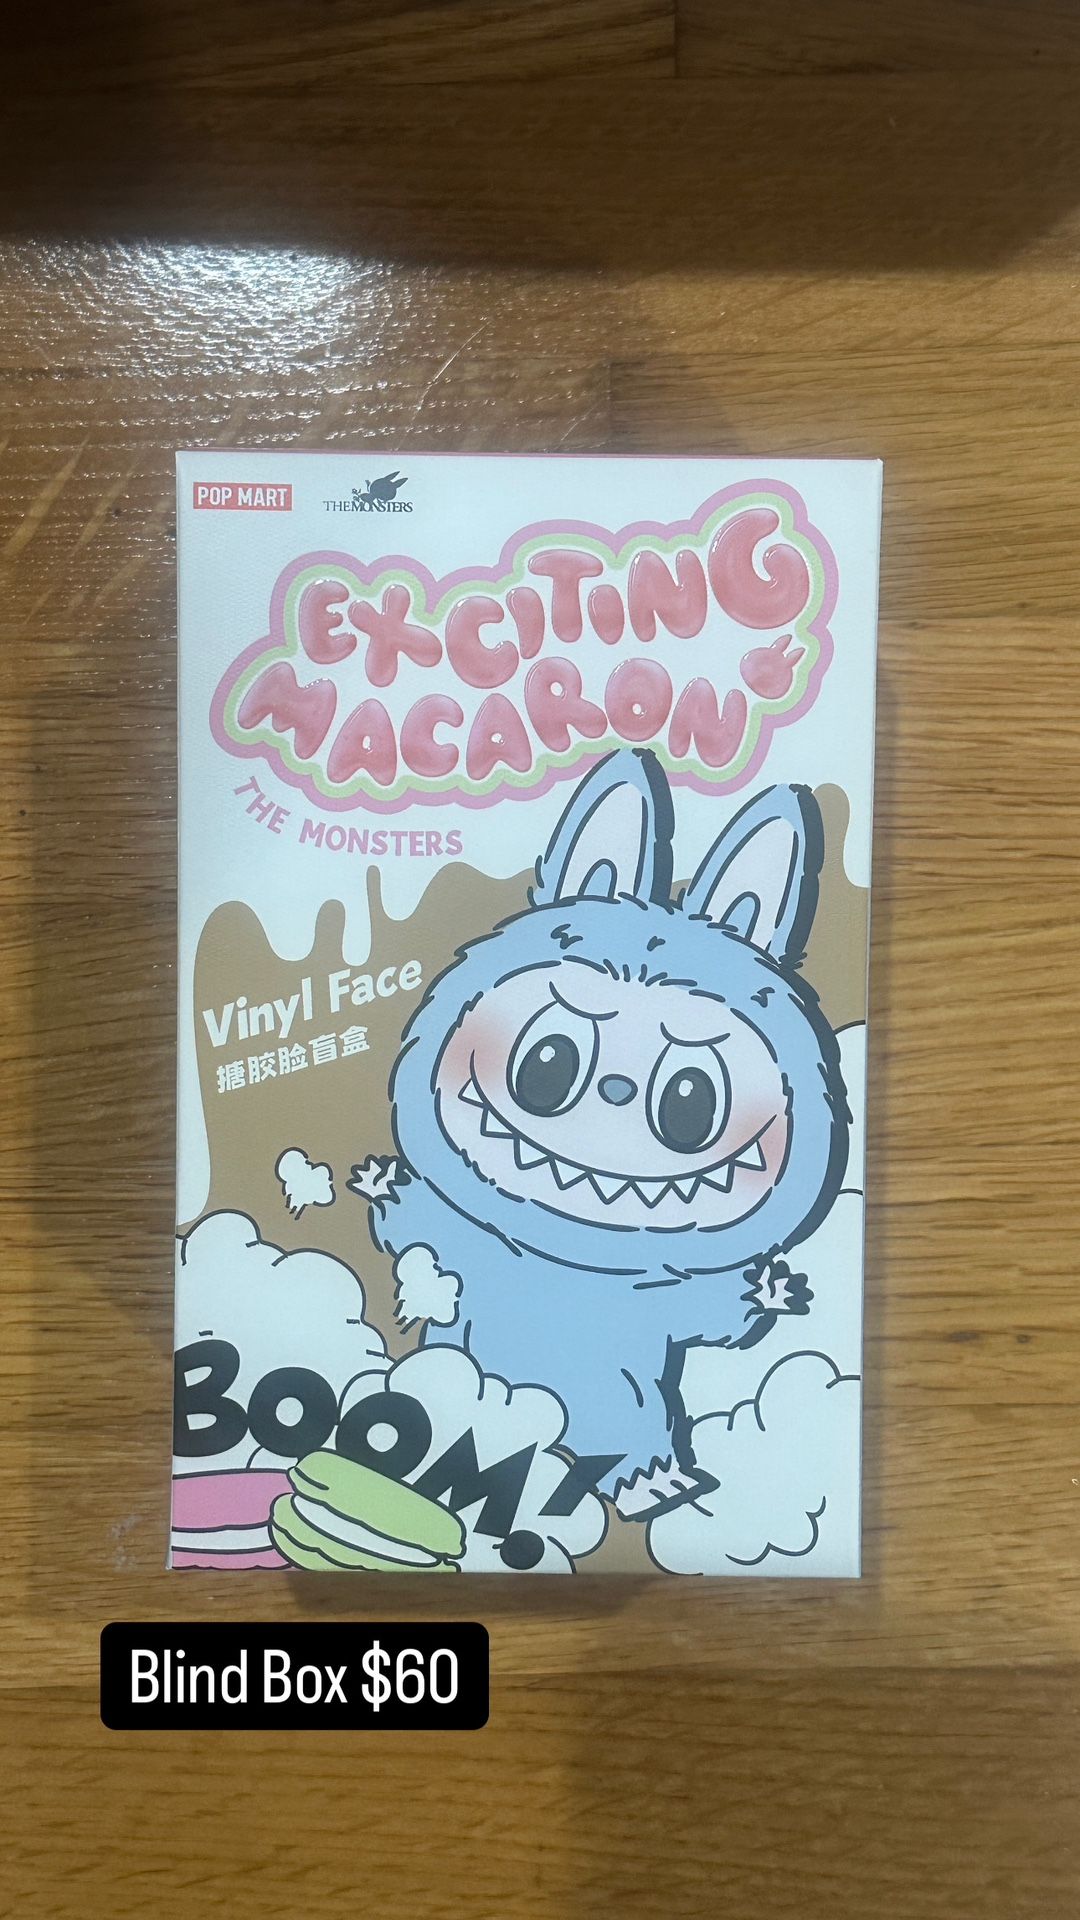 POP MART
THE MONSTERS
EXCITING
MACARON
THE MONSTERS
Vinyl Face
搪胶脸盲盒
BOOM!
Blind Box $60